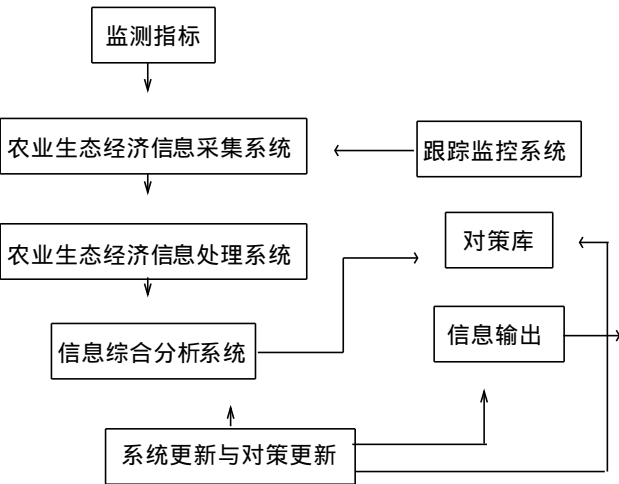 监测指标
农业生态经济信息采集系统
跟踪监控系统
对策库
农业生态经济信息处理系统
信息输出
信息综合分析系统
系统更新与对策更新